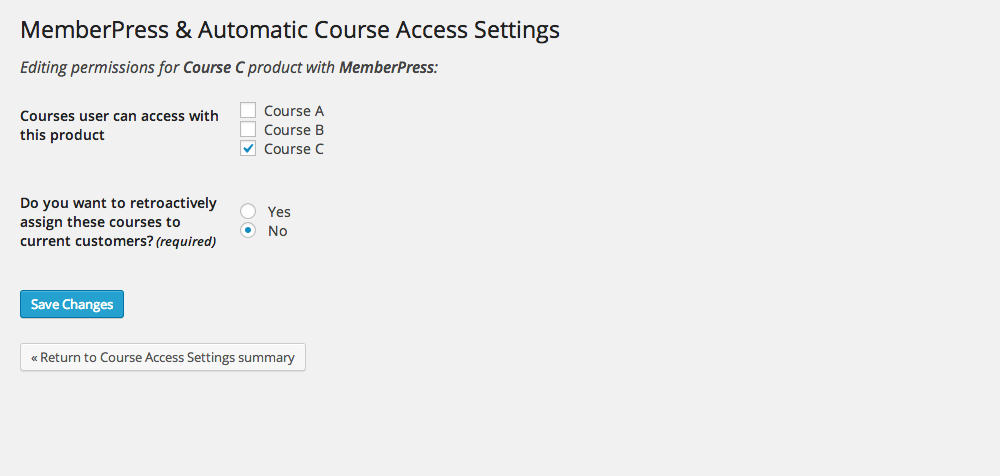 MemberPress & Automatic Course Access Settings
Editing permissions for Course C product with MemberPress:
Courses user can access with
this product
Course A
Course B
Course C
Do you want to retroactively
assign these courses to
current customers? (required)
Yes
No
Save Changes
« Return to Course Access Settings summary